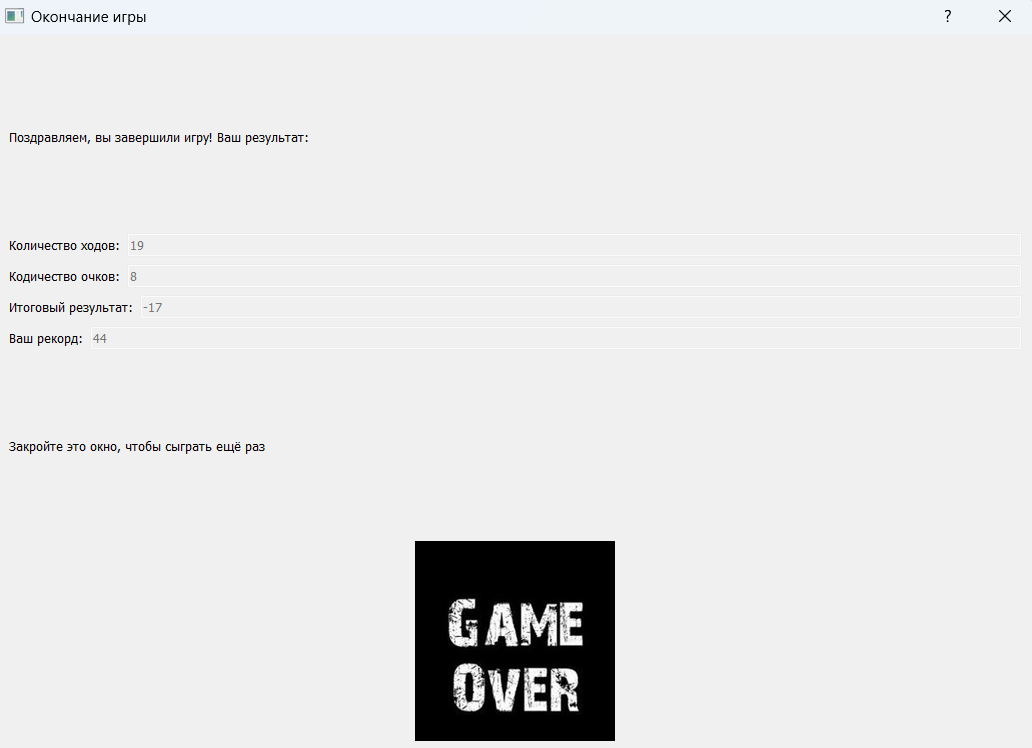 Окончание игры
?
Поздравляем, вы завершили игру! Ваш результат:
Количество ходов: 19
Кодичество очков: 8
Итоговый результат: -17
Ваш рекорд: 44
Закройте это окно, чтобы сыграть ещё раз
GAME
OVER